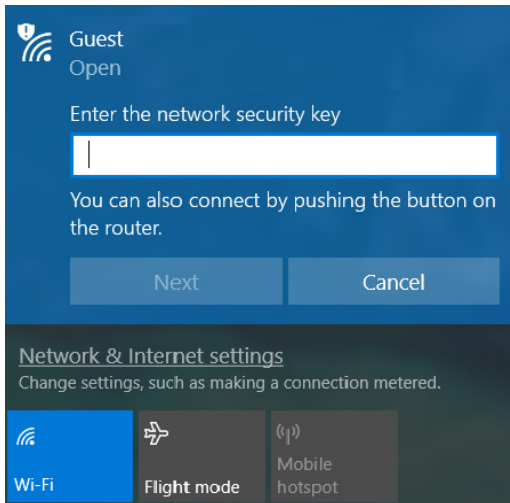 Guest
Open
Enter the network security key
You can also connect by pushing the button on
the router.
Next
Cancel
Network & Internet settings
Change settings, such as making a connection metered.
Wi-Fi
Flight mode
Mobile
hotspot